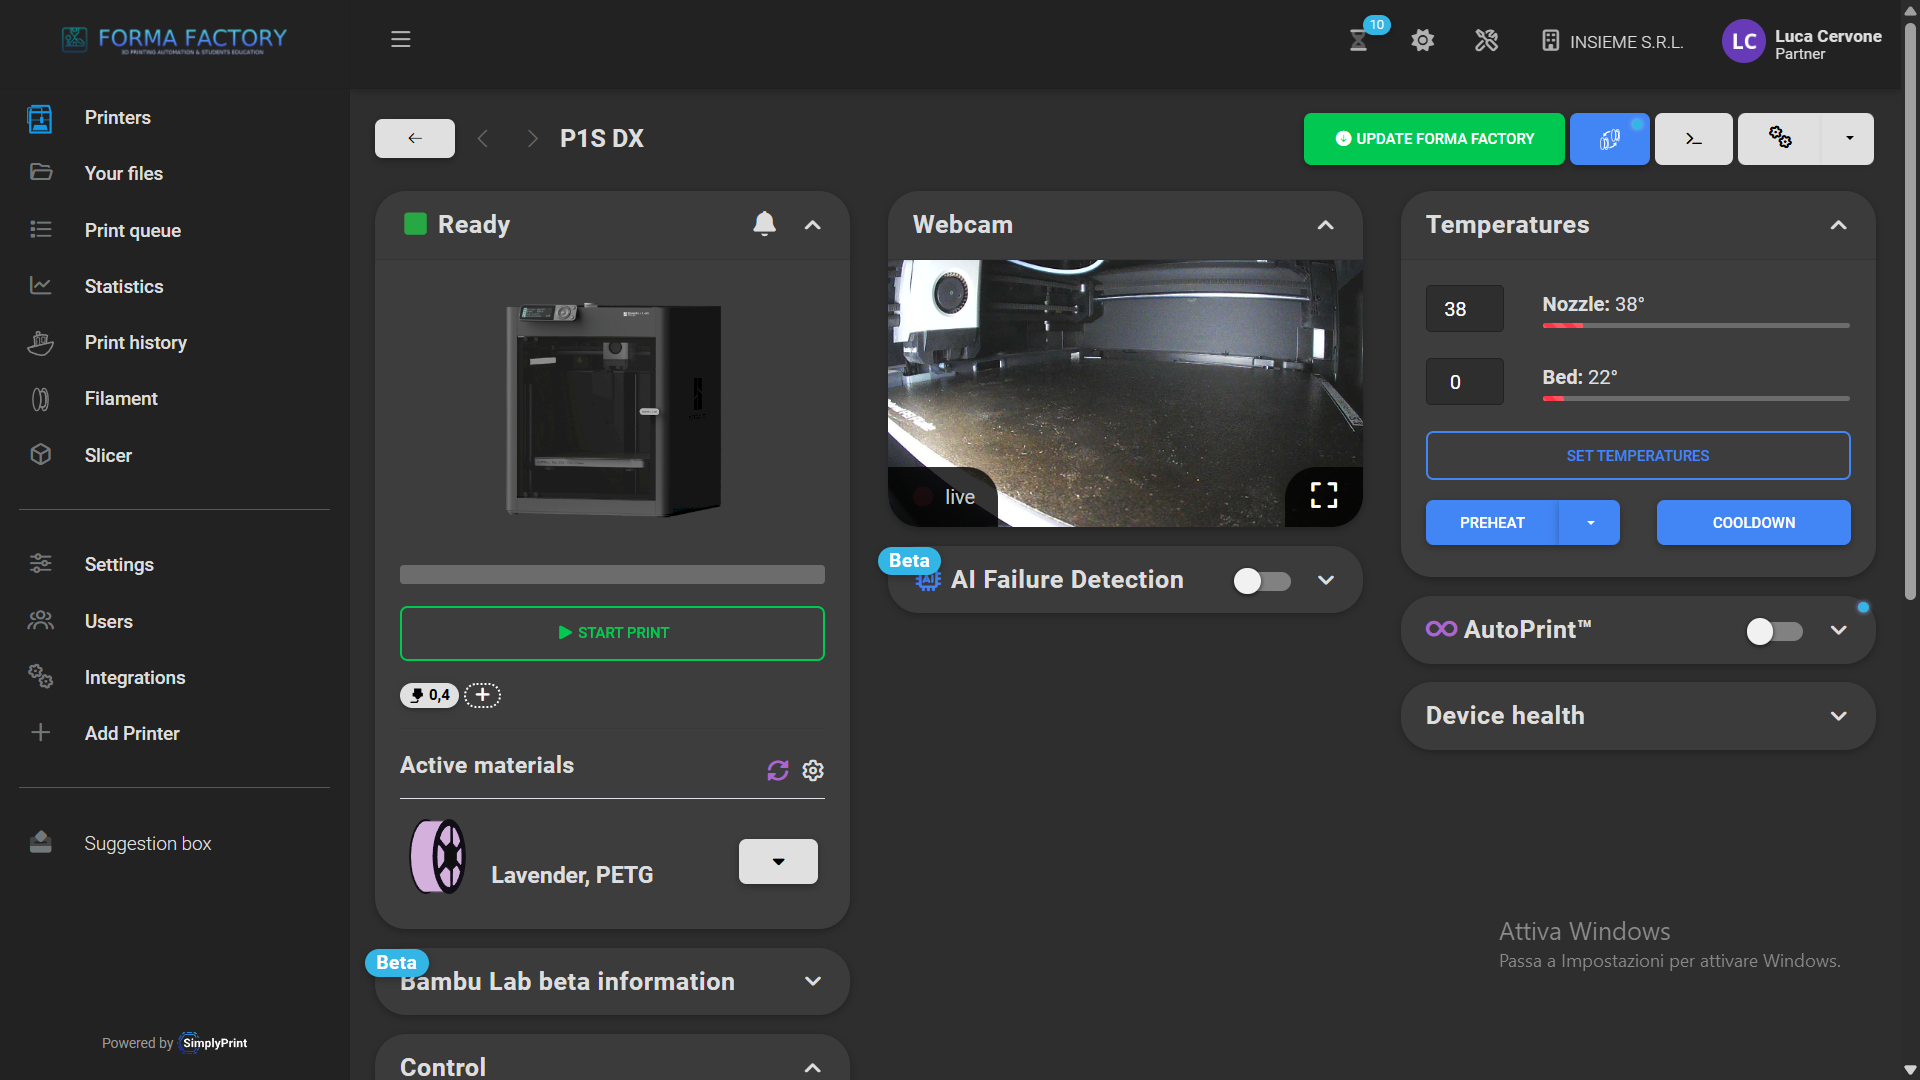 FORMA FACTORY
3D PRINTING AUTOMATION & STUDENTS EDUCATION
10
INSIEME S.R.L.
LC
Luca Cervone
Partner
Printers
Your files
Print queue
Statistics
Print history
Filament
Slicer
Settings
Users
Integrations
Add Printer
Suggestion box
Powered by SimplyPrint
P1S DX
UPDATE FORMA FACTORY
Ready
START PRINT
0,4
Active materials
Lavender, PETG
Beta
Bambu Lab beta information
Control
Webcam
live
Beta
AI Failure Detection
Temperatures
38
Nozzle: 38°
0
Bed: 22°
SET TEMPERATURES
PREHEAT
COOLDOWN
AutoPrint™
Device health
Attiva Windows
Passa a Impostazioni per attivare Windows.